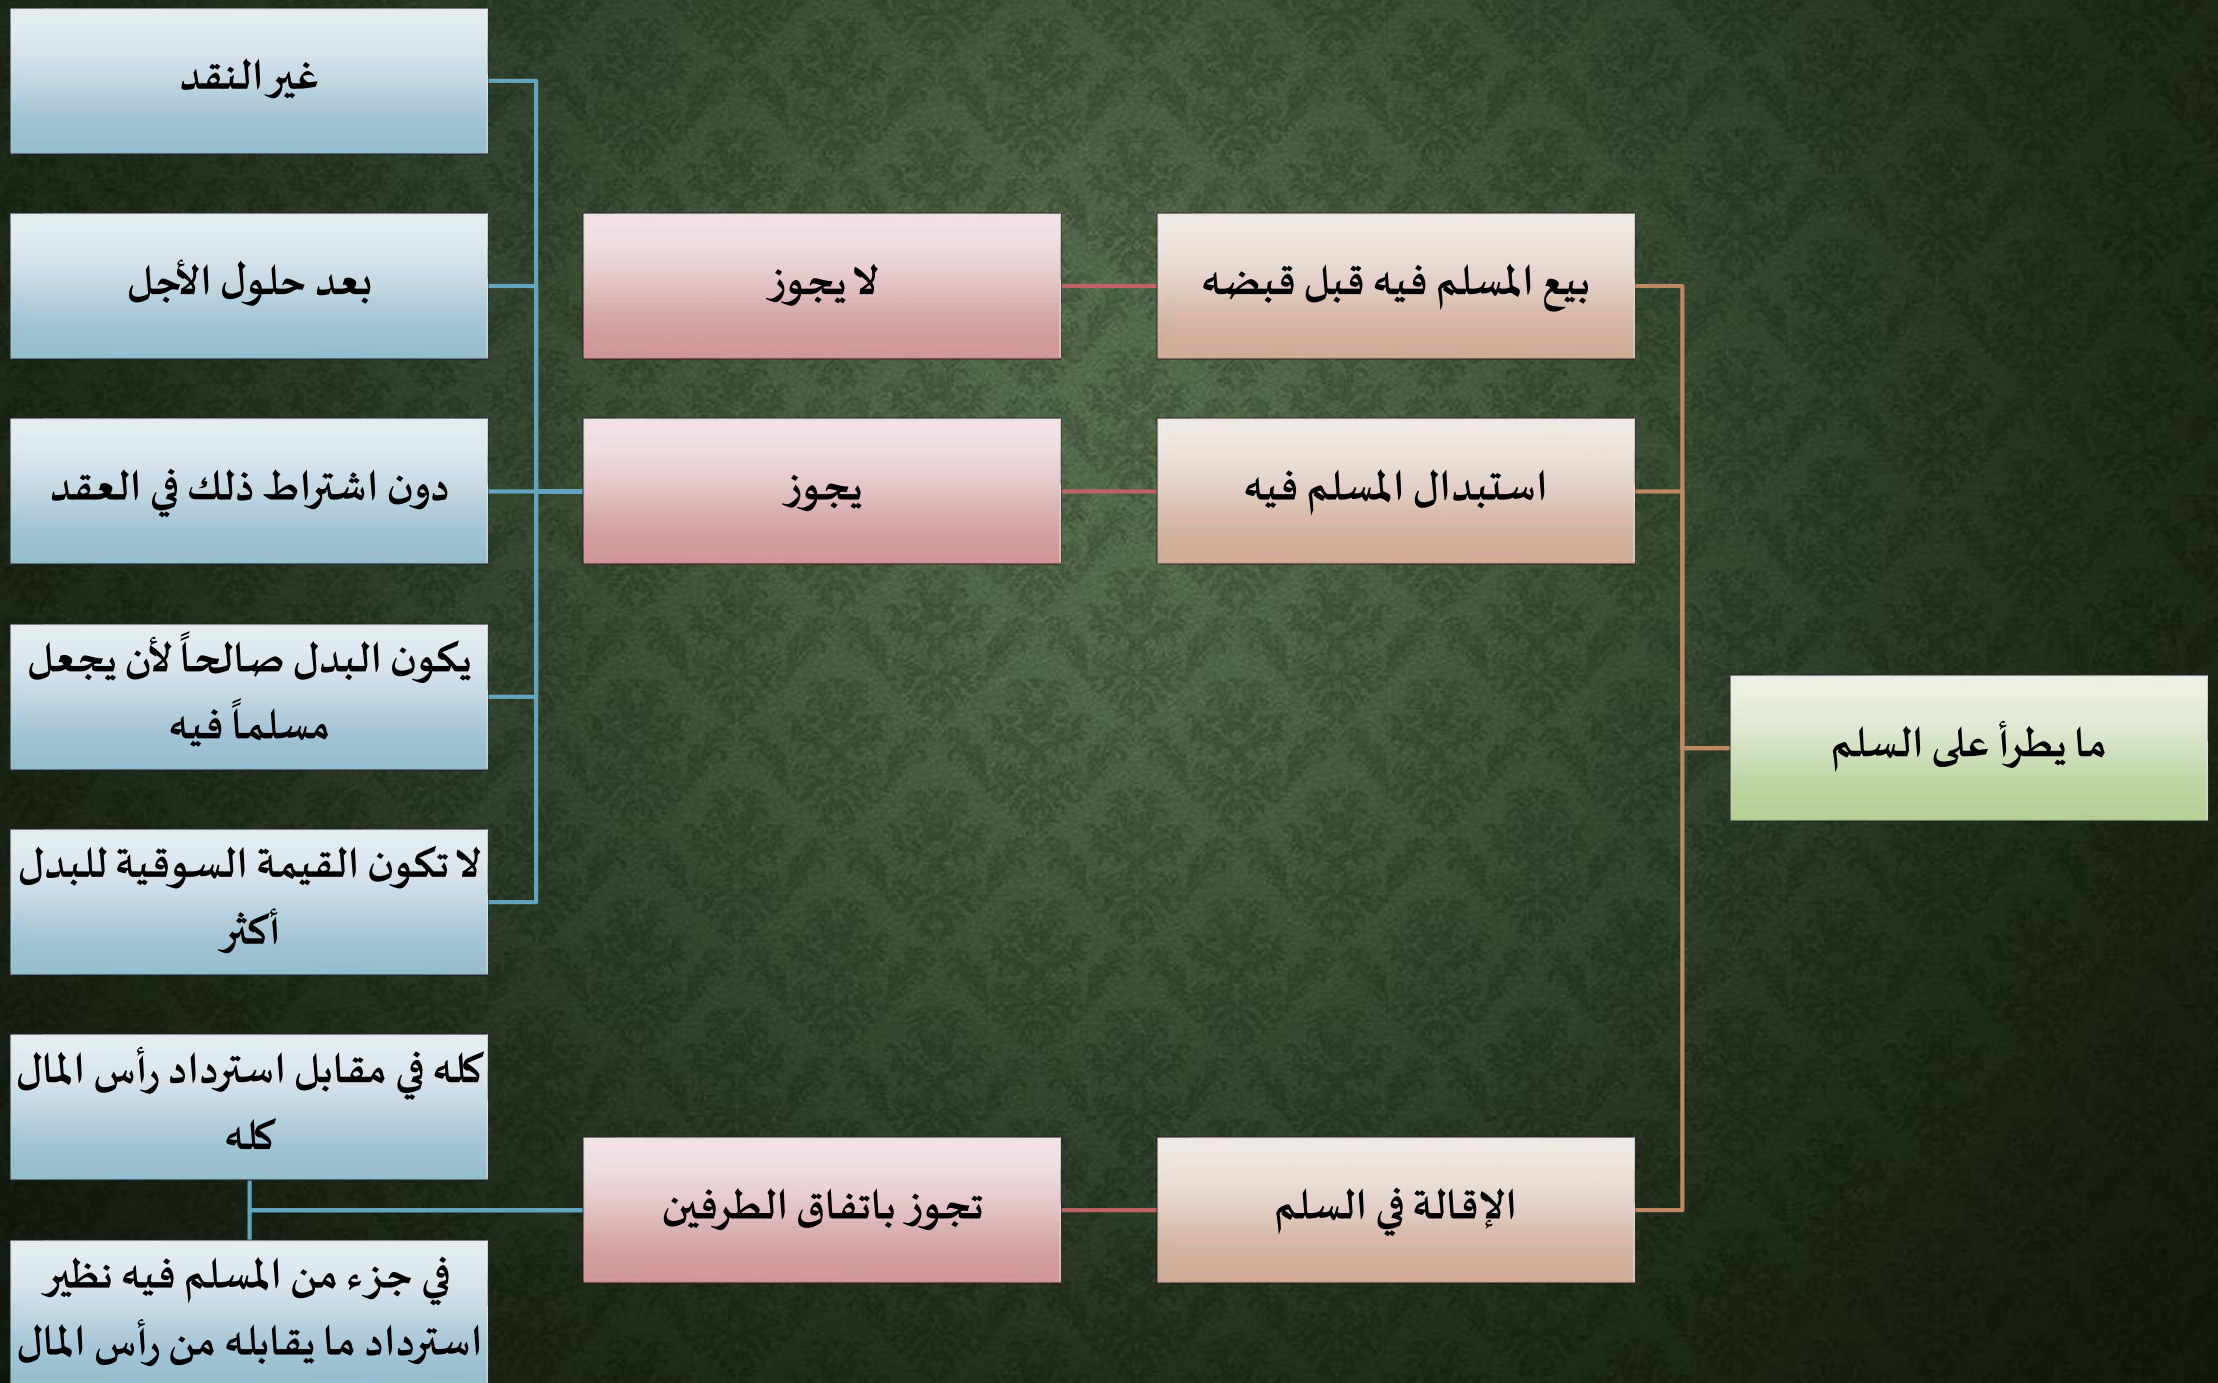 ما يطرأ على السلم
بيع المسلم فيه قبل قبضه
لا يجوز
استبدال المسلم فيه
يجوز
غير النقد
بعد حلول الأجل
دون اشتراط ذلك في العقد
يكون البدل صالحاً لأن يجعل
مسلماً فيه
لا تكون القيمة السوقية للبدل
أكثر
الإقالة في السلم
تجوز باتفاق الطرفين
كله في مقابل استرداد رأس المال
كله
في جزء من المسلم فيه نظير
استرداد ما يقابله من رأس المال